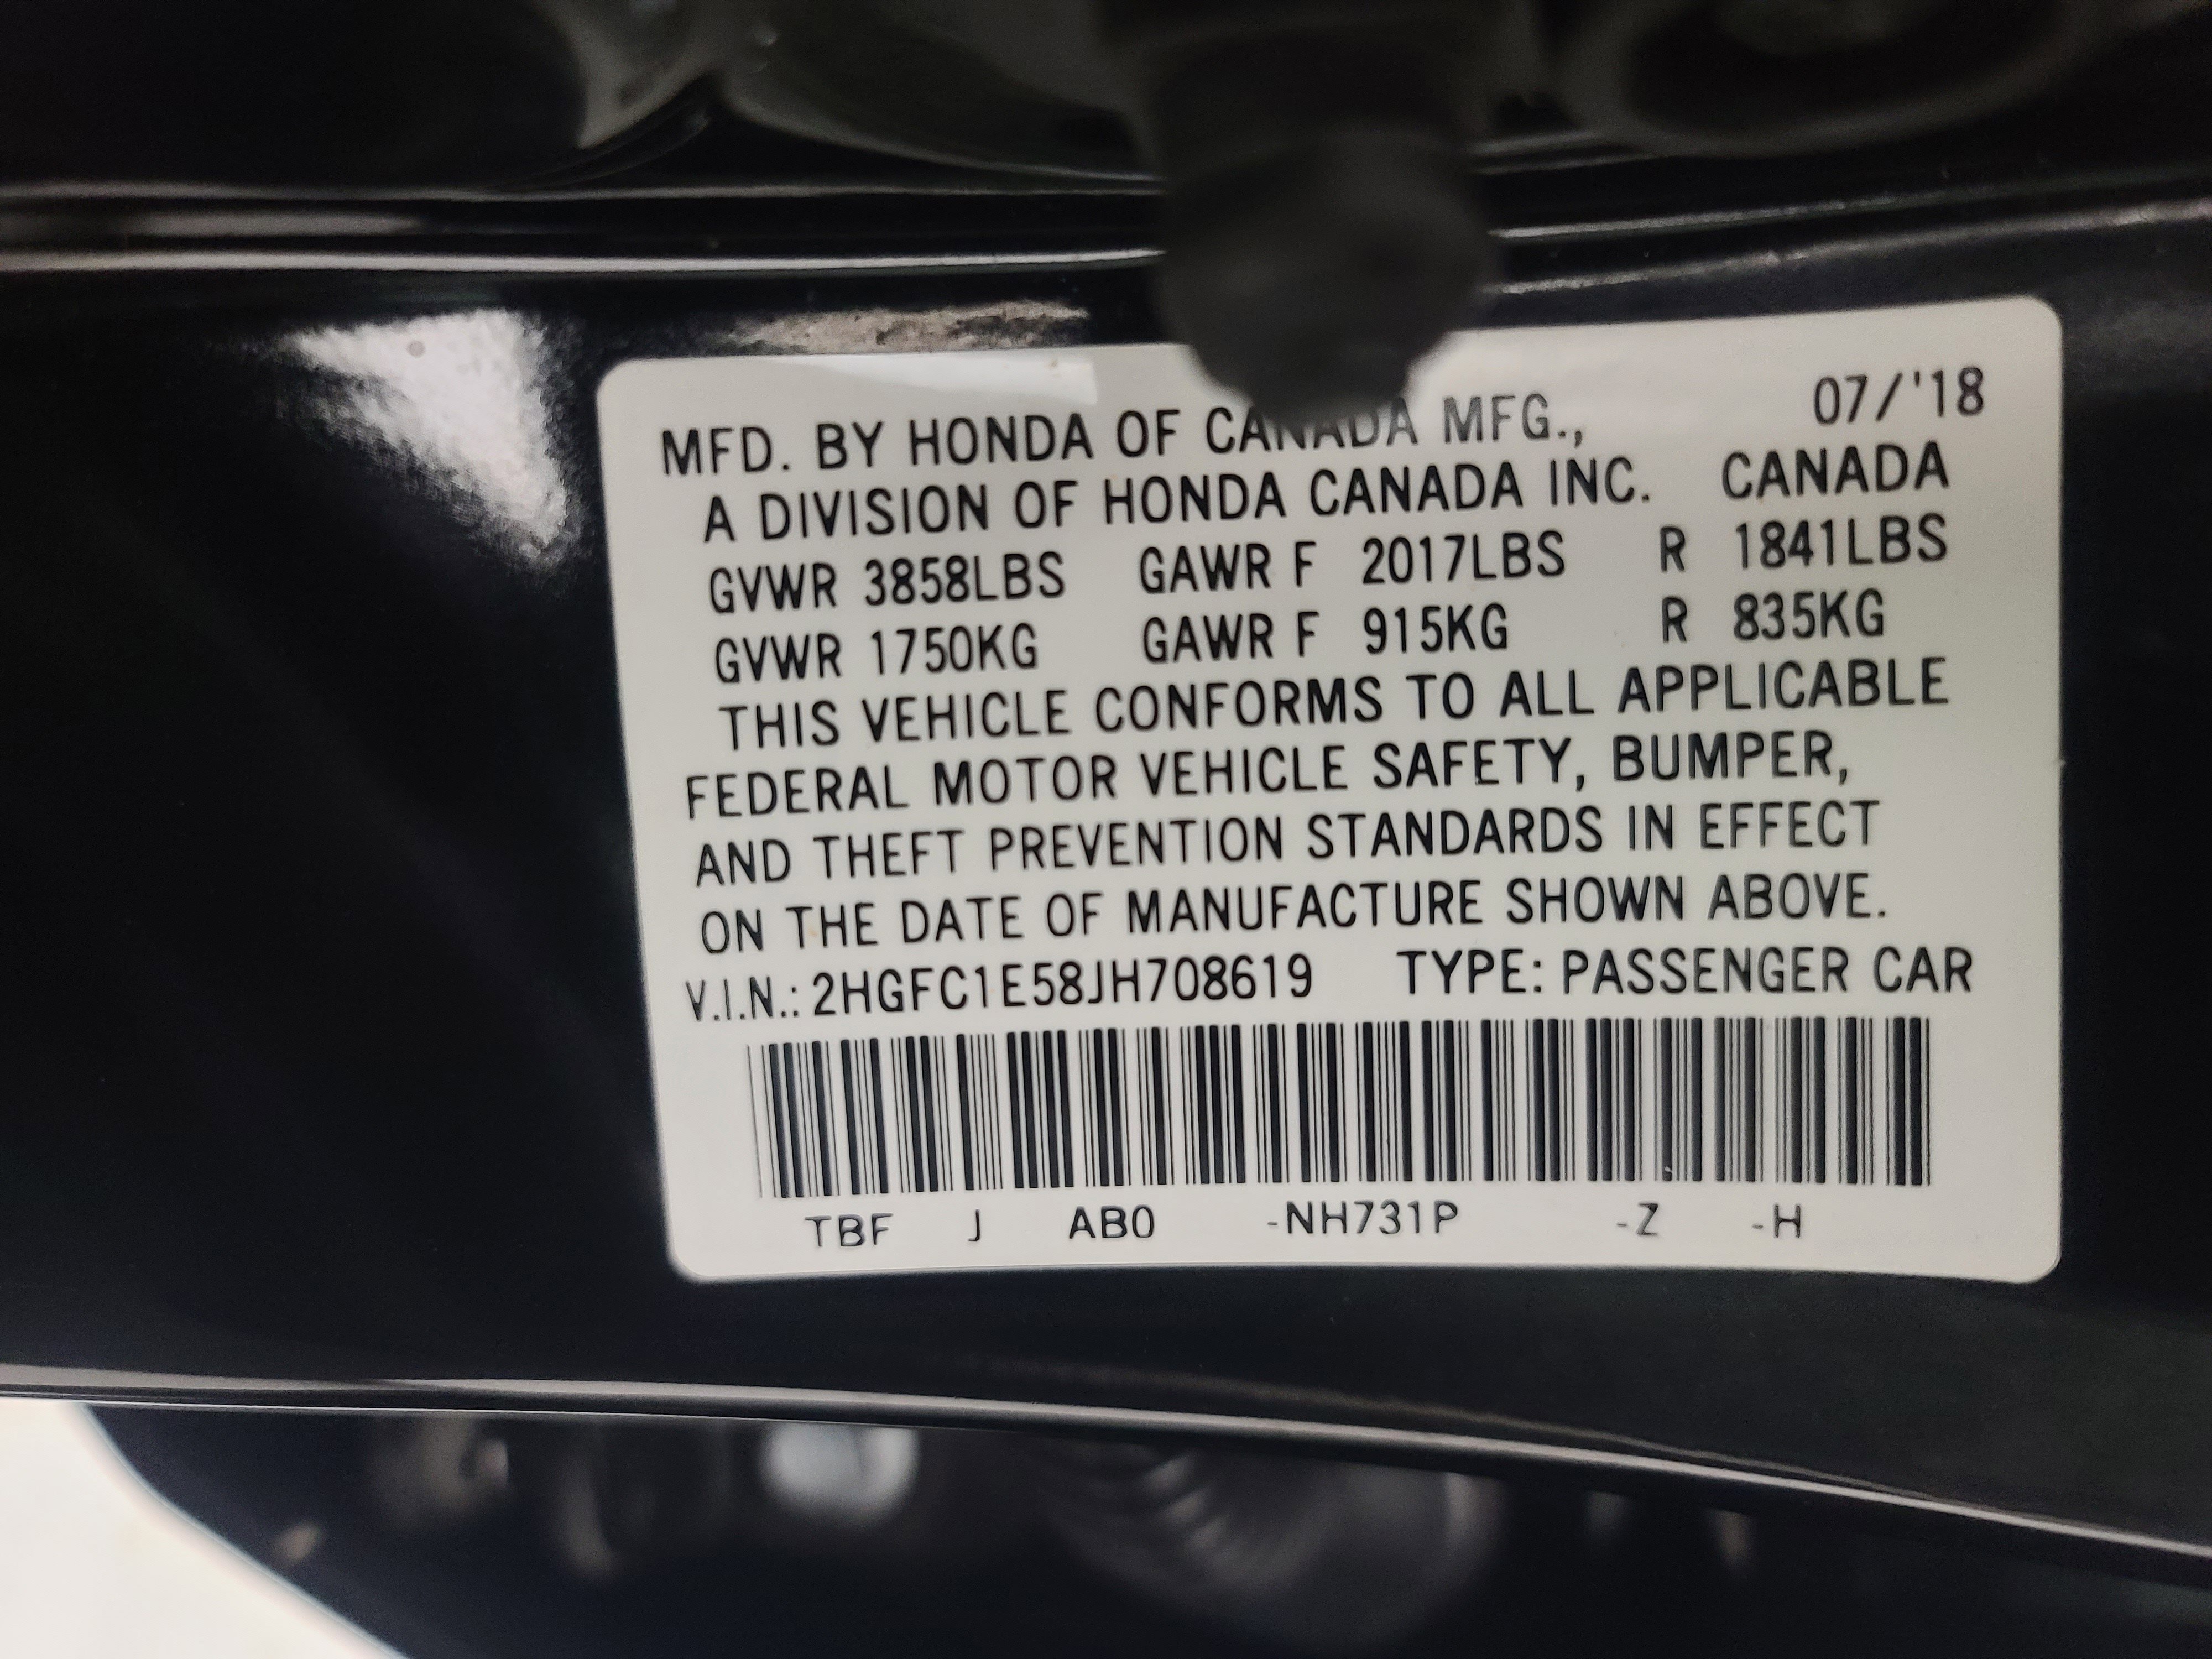 MFD. BY HONDA OF CANADA MFG., 07/'18
A DIVISION OF HONDA CANADA INC. CANADA
GVWR 3858LBS GAWR F 2017LBS R 1841LBS
GVWR 1750KG GAWR F 915KG R 835KG
THIS VEHICLE CONFORMS TO ALL APPLICABLE
FEDERAL MOTOR VEHICLE SAFETY, BUMPER,
AND THEFT PREVENTION STANDARDS IN EFFECT
ON THE DATE OF MANUFACTURE SHOWN ABOVE.
V.I.N.: 2HGFC1E58JH708619 TYPE: PASSENGER CAR
TBF J AB0 -NH731P -Z -H